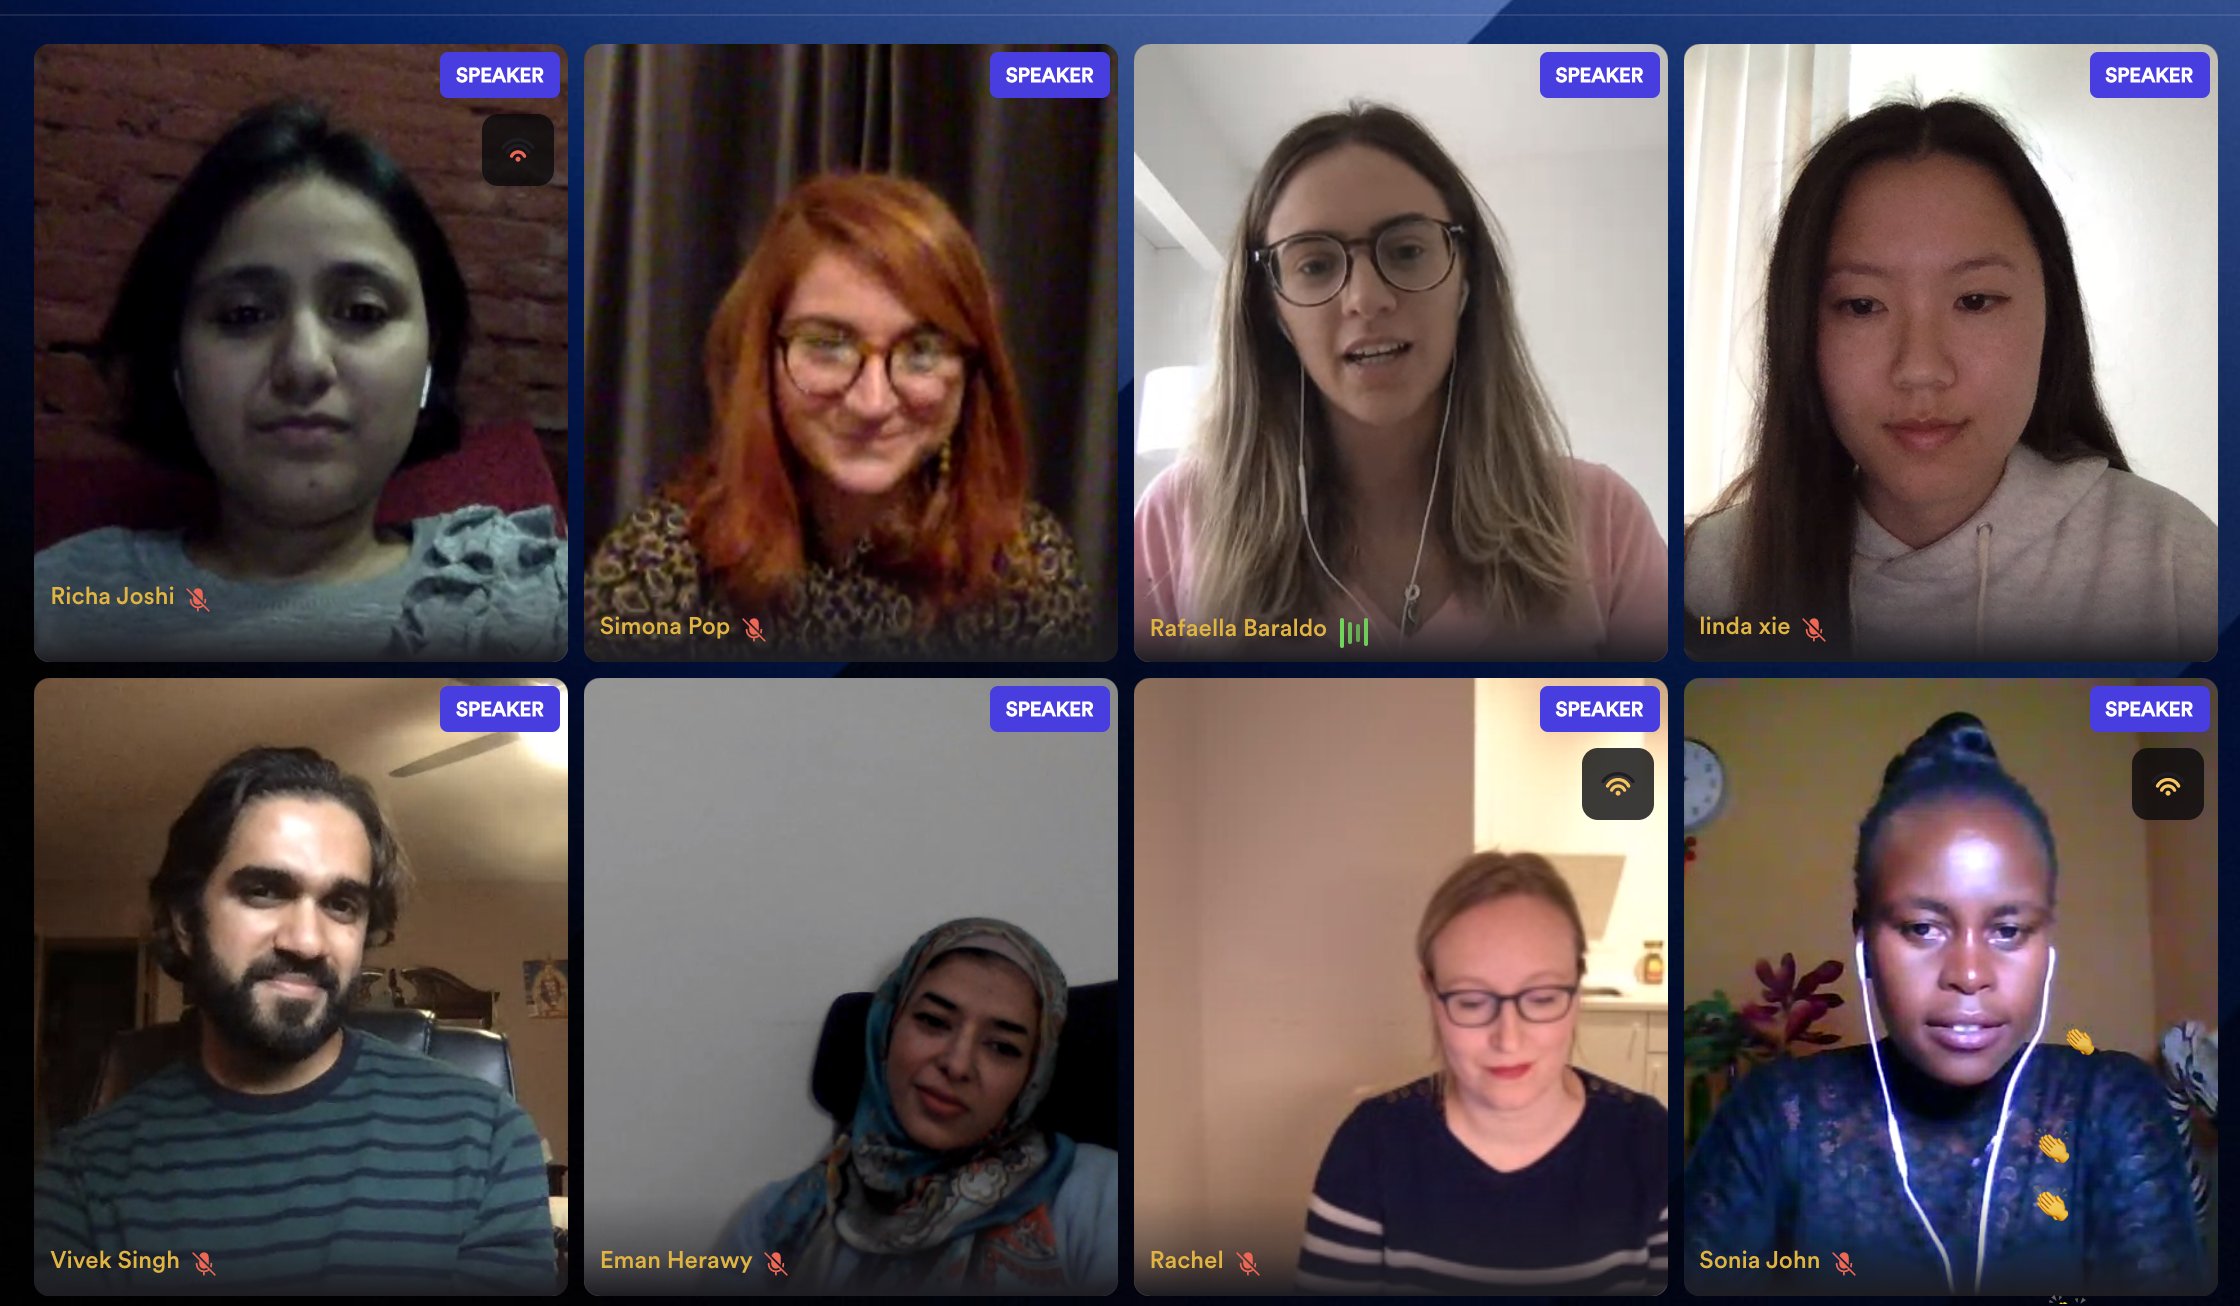 SPEAKER
SPEAKER
SPEAKER
SPEAKER
Richa Joshi
Simona Pop
Rafaella Baraldo
linda xie
SPEAKER
SPEAKER
SPEAKER
SPEAKER
Vivek Singh
Eman Herawy
Rachel
Sonia John